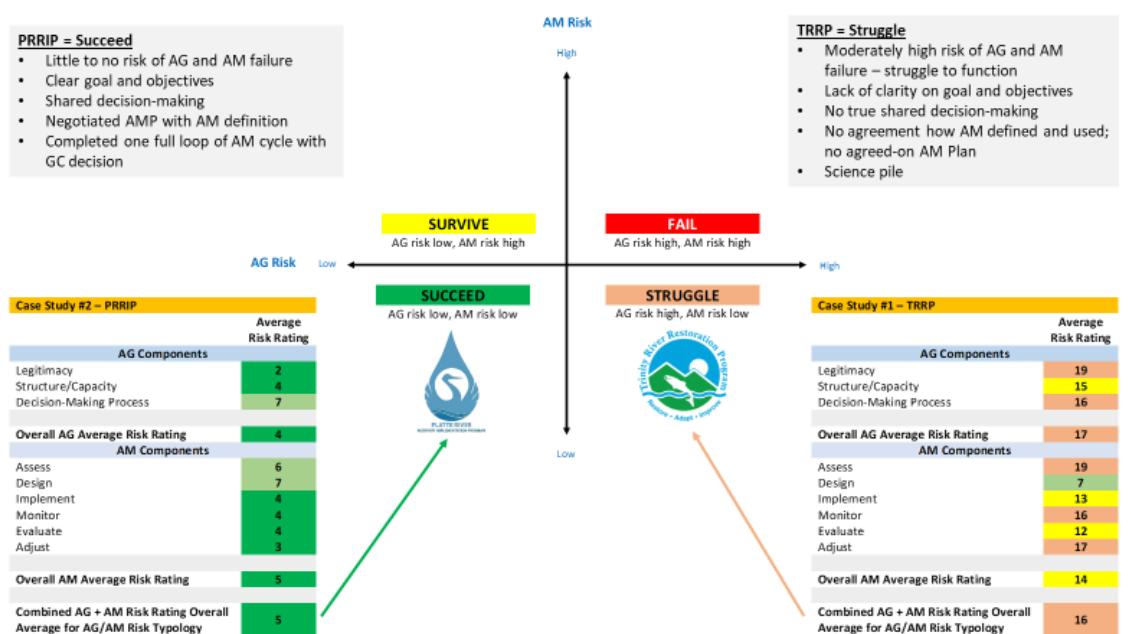 AM Risk
High
PRRIP = Succeed
• Little to no risk of AG and AM failure
• Clear goal and objectives
• Shared decision-making
• Negotiated AMP with AM definition
• Completed one full loop of AM cycle with
GC decision
TRRP = Struggle
• Moderately high risk of AG and AM
failure – struggle to function
• Lack of clarity on goal and objectives
• No true shared decision-making
• No agreement how AM defined and used;
no agreed-on AM Plan
• Science pile
SURVIVE
AG risk low, AM risk high
FAIL
AG risk high, AM risk high
AG Risk
Low
High
SUCCEED
AG risk low, AM risk low
STRUGGLE
AG risk high, AM risk low
PLATTE RIVER
Trinity River Restoration Program
Restore • Adapt • Improve
Low
Case Study #2 – PRRIP
Average
Risk Rating
AG Components
Legitimacy 2
Structure/Capacity 4
Decision-Making Process 7
Overall AG Average Risk Rating 4
AM Components
Assess 6
Design 7
Implement 4
Monitor 4
Evaluate 4
Adjust 3
Overall AM Average Risk Rating 5
Combined AG + AM Risk Rating Overall
Average for AG/AM Risk Typology 5
Case Study #1 – TRRP
Average
Risk Rating
AG Components
Legitimacy 19
Structure/Capacity 15
Decision-Making Process 16
Overall AG Average Risk Rating 17
AM Components
Assess 19
Design 7
Implement 13
Monitor 16
Evaluate 12
Adjust 17
Overall AM Average Risk Rating 14
Combined AG + AM Risk Rating Overall
Average for AG/AM Risk Typology 16